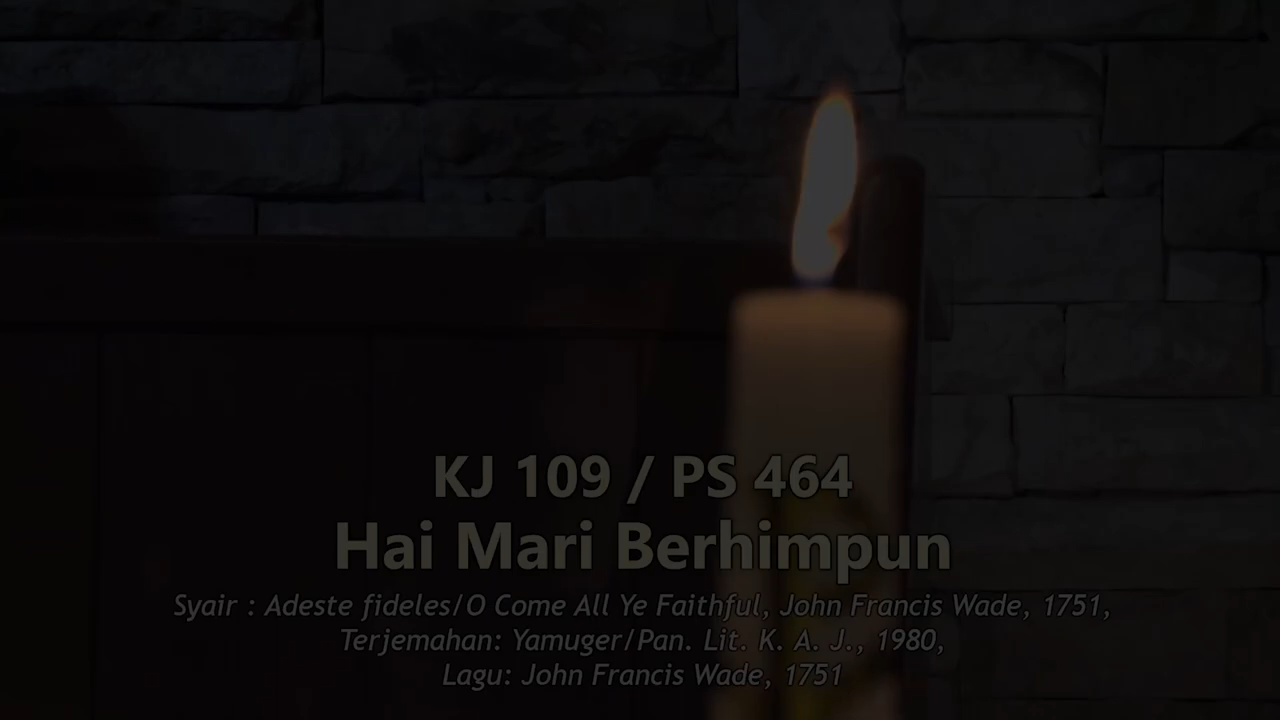 KJ 109 / PS 464
Hai Mari Berhimpun
Syair : Adeste fideles/O Come All Ye Faithful, John Francis Wade, 1751,
Terjemahan: Yamuger/Pan. Lit. K. A. J., 1980,
Lagu: John Francis Wade, 1751